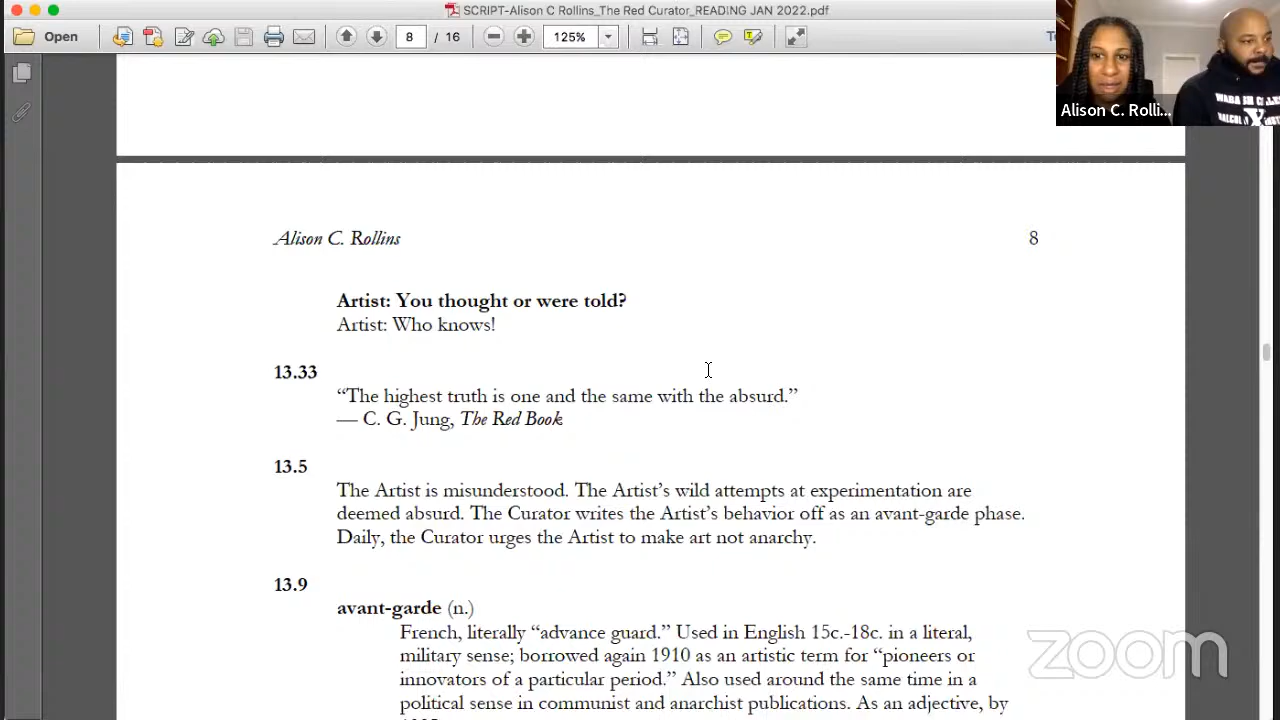 SCRIPT-Alison C Rollins_The Red Curator_READING JAN 2022.pdf
Open
8 / 16
125%
Alison C. Rolli...
Alison C. Rollins
8
Artist: You thought or were told?
Artist: Who knows!
13.33
“The highest truth is one and the same with the absurd.”
— C. G. Jung, The Red Book
13.5
The Artist is misunderstood. The Artist’s wild attempts at experimentation are
deemed absurd. The Curator writes the Artist’s behavior off as an avant-garde phase.
Daily, the Curator urges the Artist to make art not anarchy.
13.9
avant-garde (n.)
French, literally “advance guard.” Used in English 15c.-18c. in a literal,
military sense; borrowed again 1910 as an artistic term for “pioneers or
innovators of a particular period.” Also used around the same time in a
political sense in communist and anarchist publications. As an adjective, by
zoom